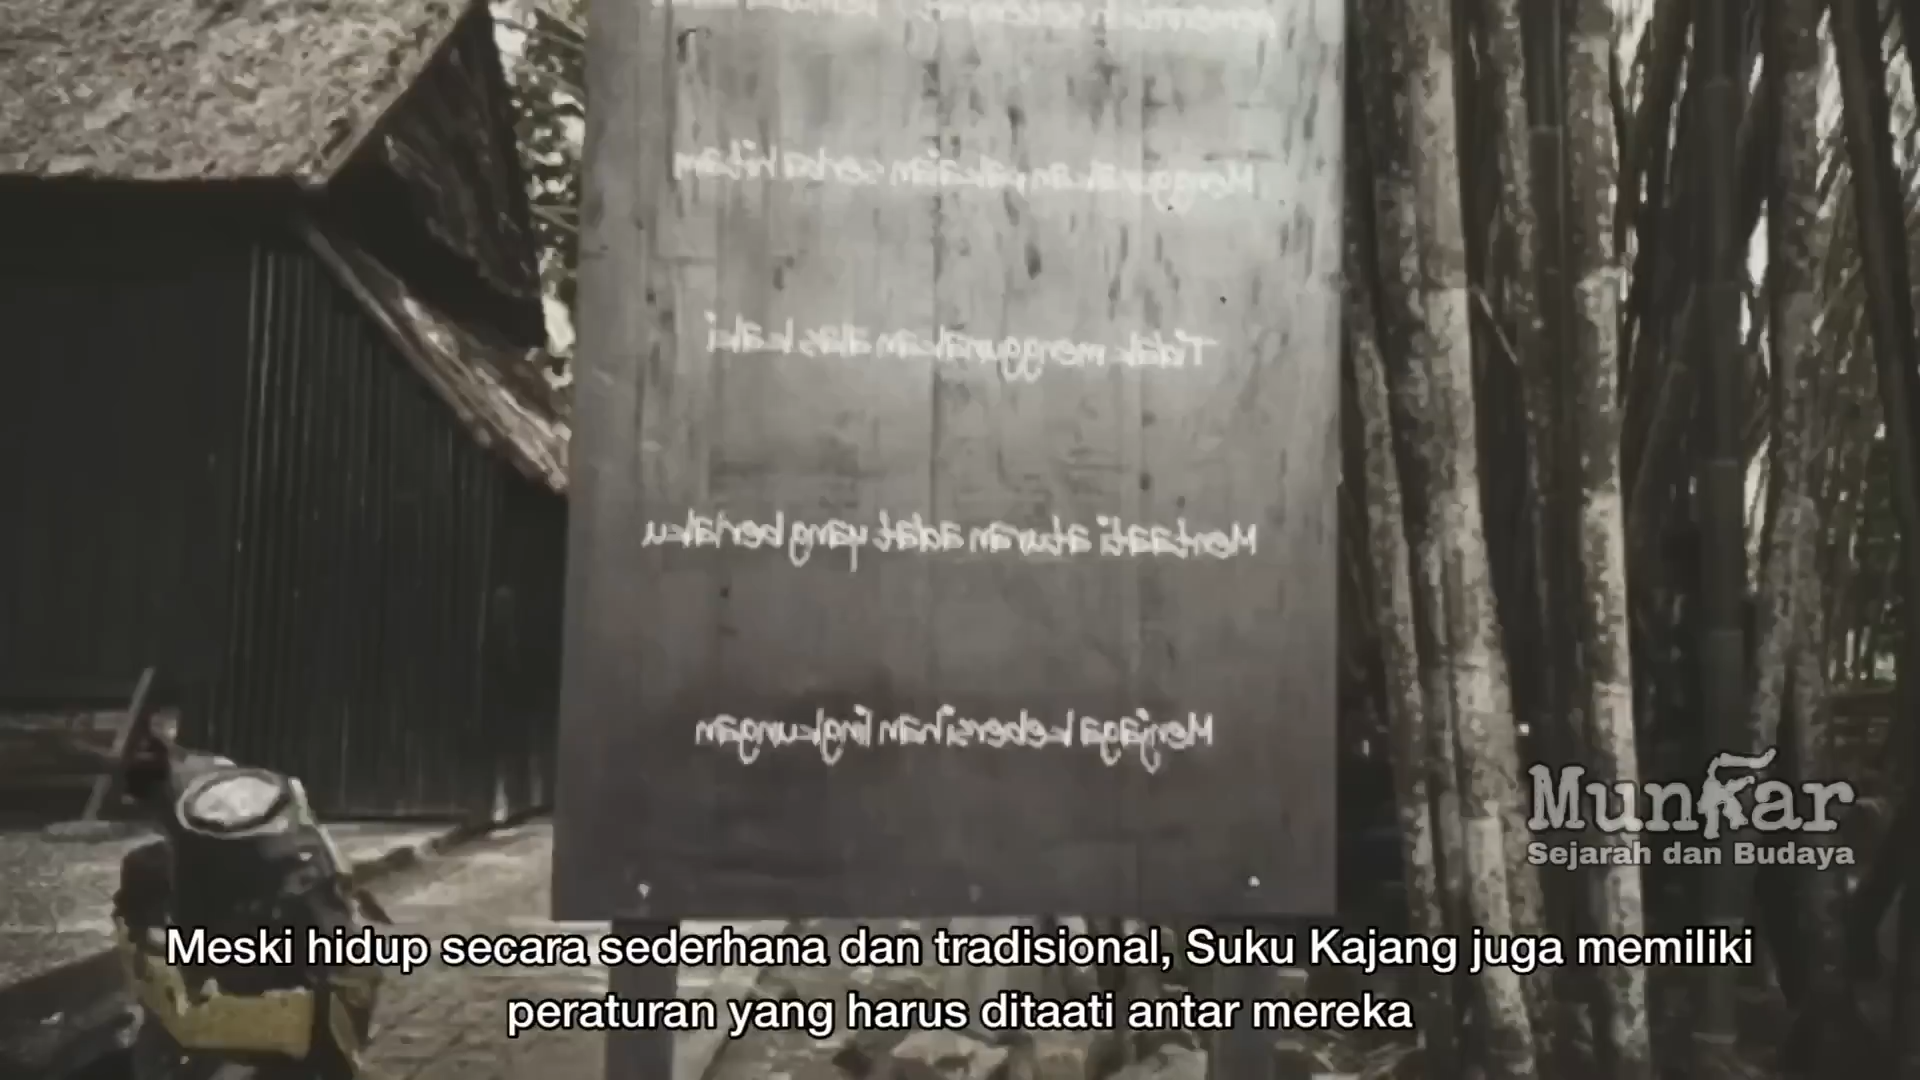 Menggunakan pakaian serba hitam
Tidak menggunakan alas kaki
Mentaati aturan adat yang berlaku
Menjaga kebersihan lingkungan
Munkar
Sejarah dan Budaya
Meski hidup secara sederhana dan tradisional, Suku Kajang juga memiliki
peraturan yang harus ditaati antar mereka